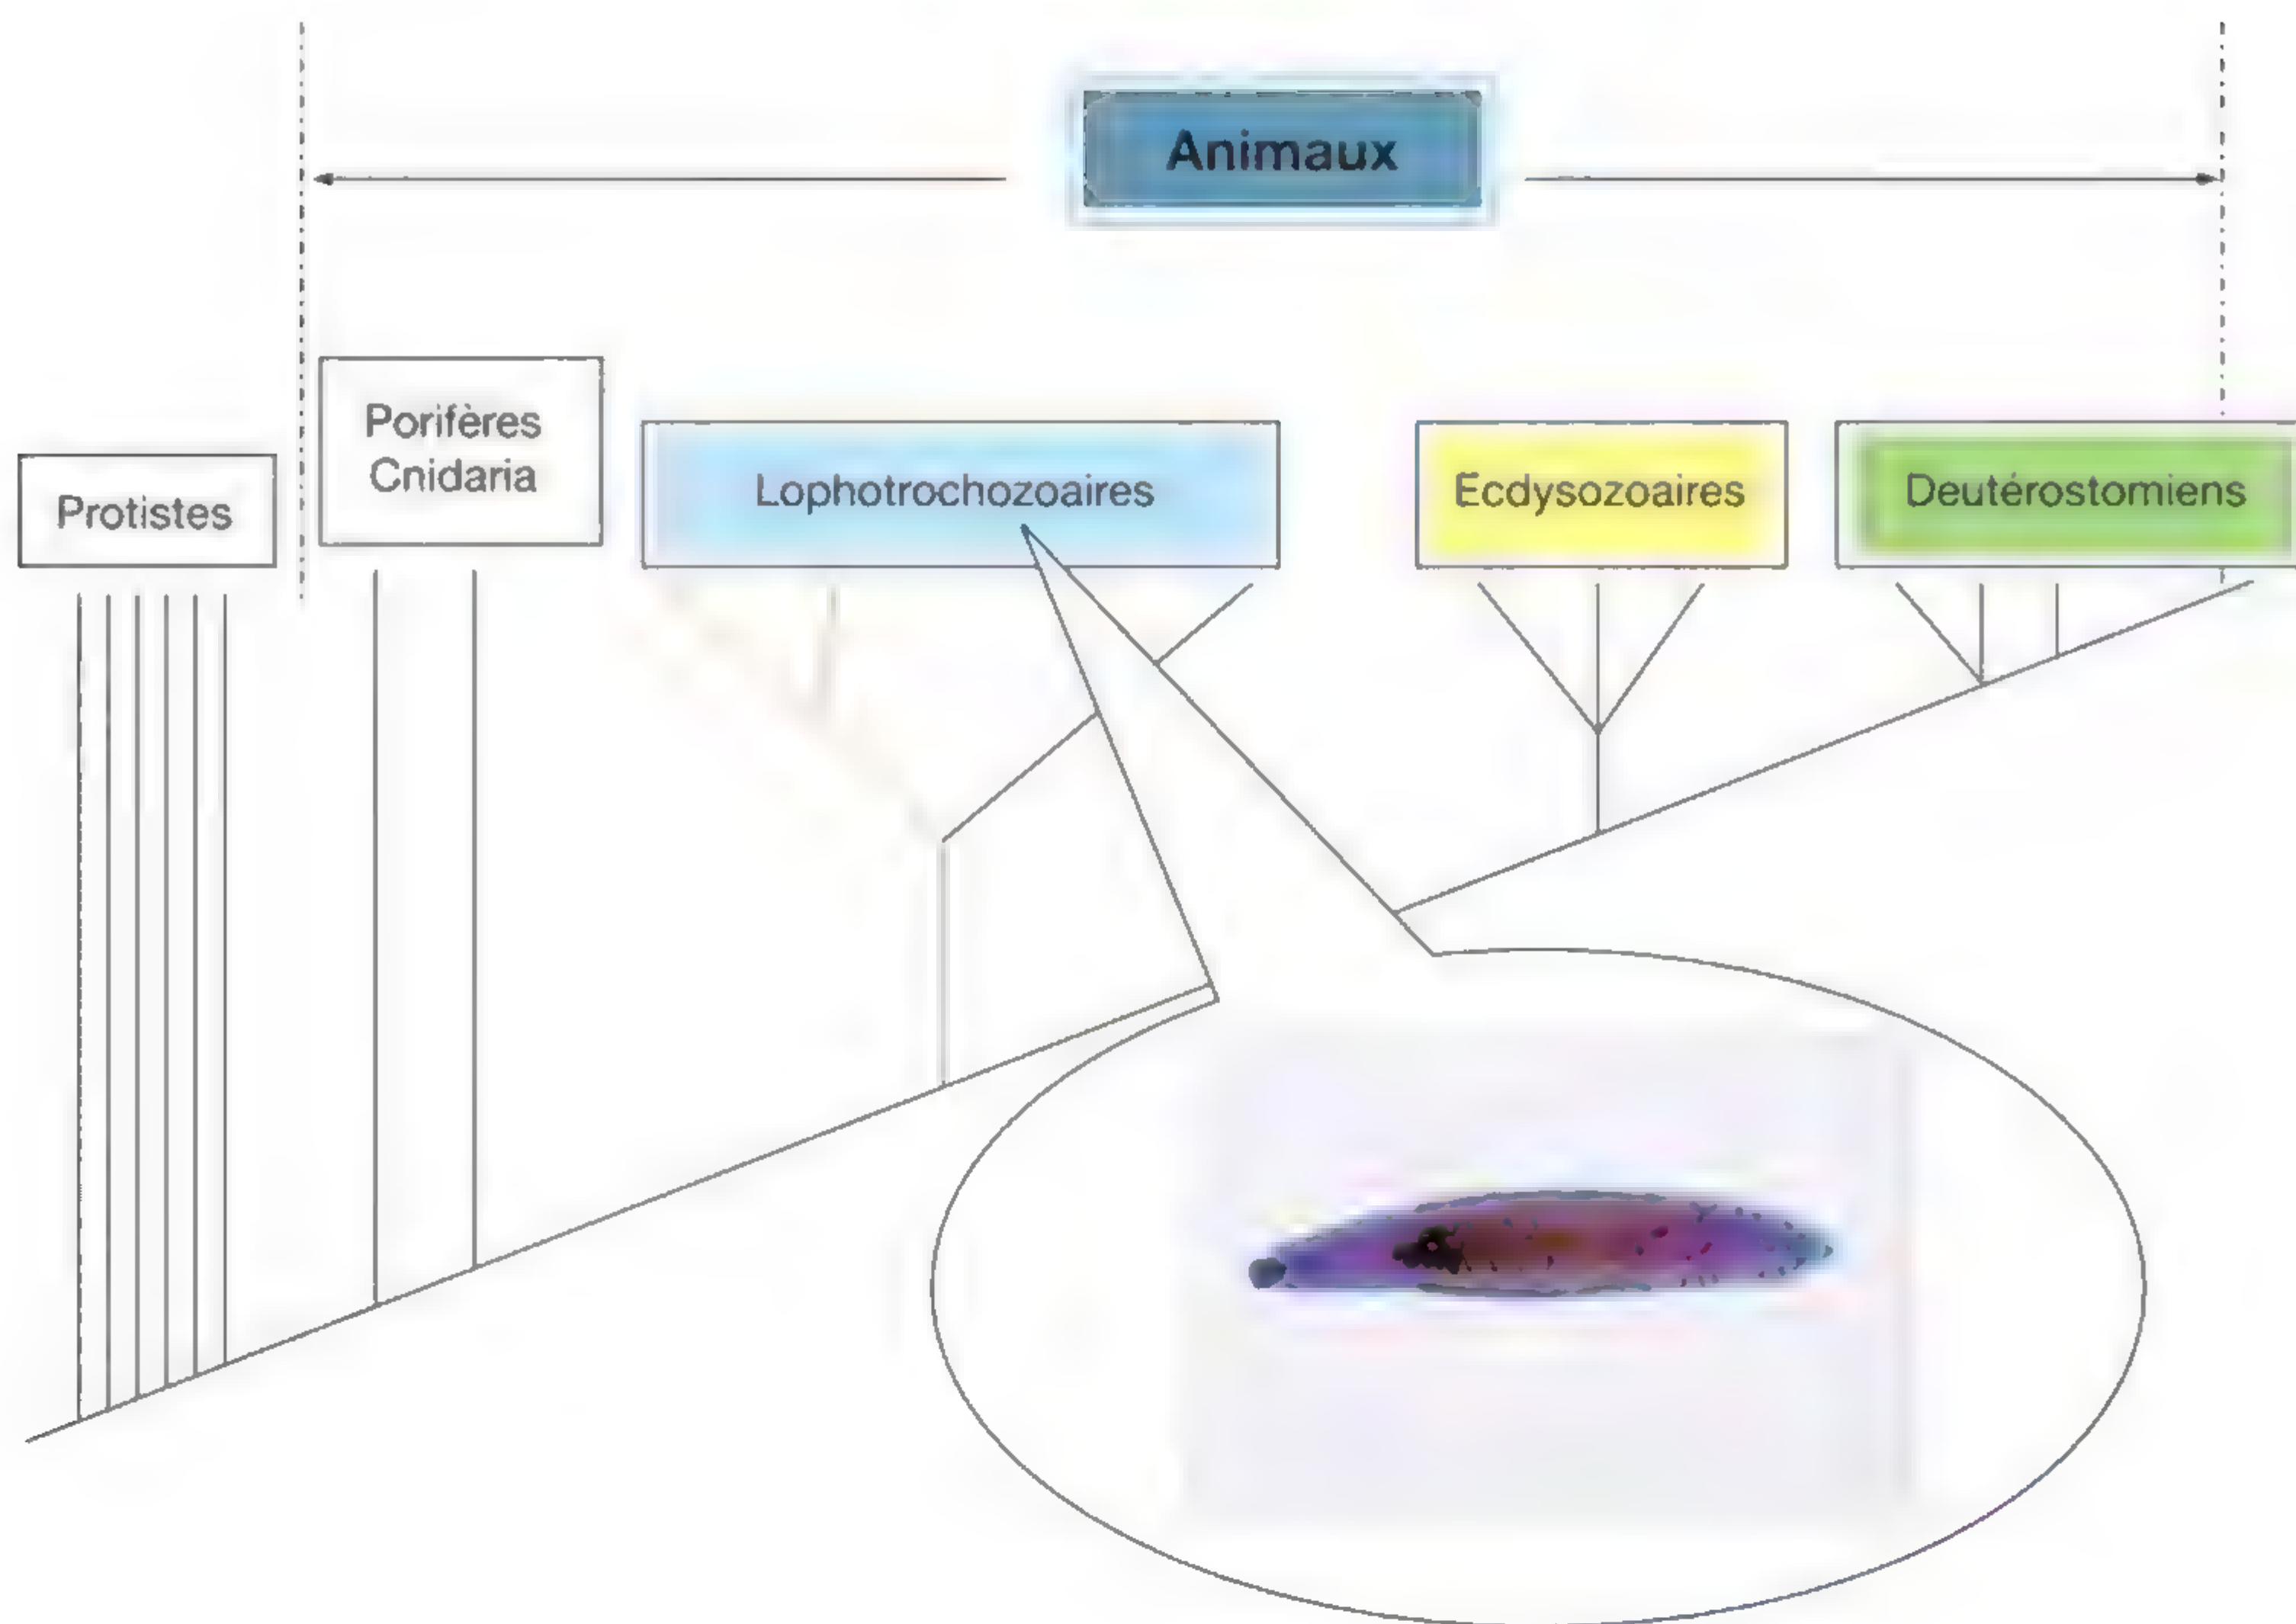 Animaux
Porifères
Cnidaria
Protistes
Lophotrochozoaires
Ecdysozoaires
Deutérostomiens